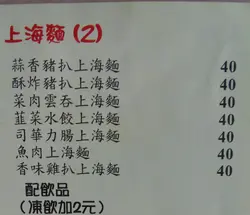 上海麵(2)
蒜香豬扒上海麵 40
酥炸豬扒上海麵 40
菜肉雲吞上海麵 40
韮菜水餃上海麵 40
司華力腸上海麵 40
魚肉上海麵 40
香味雞扒上海麵 40
配飲品
(凍飲加2元)